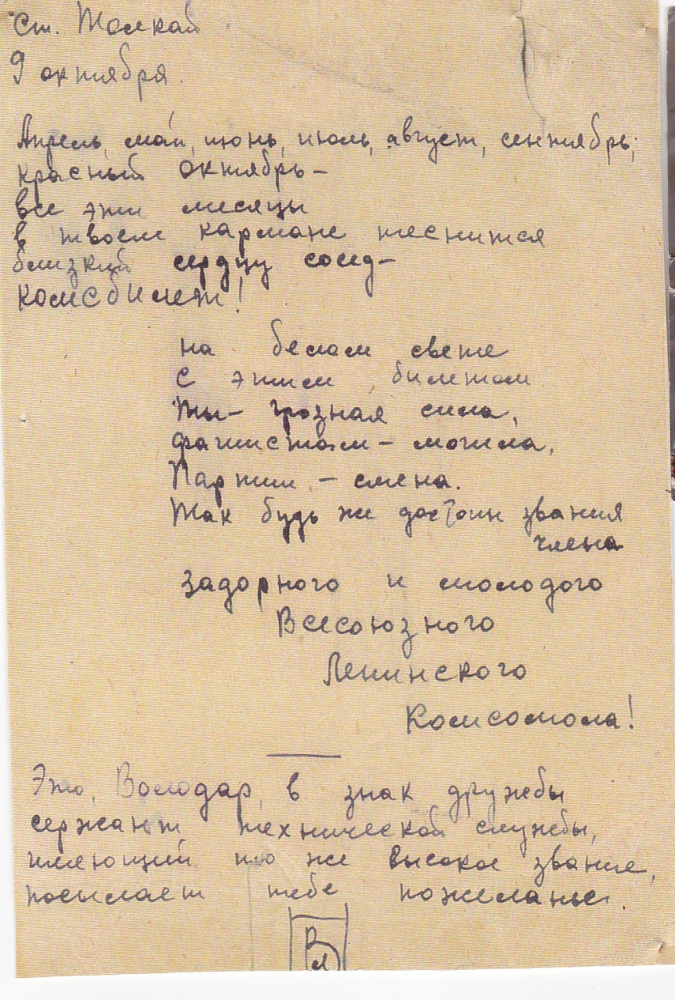 Ст. Толкай
9 октября.
Апрель, май, июнь, июль, август, сентябрь,
красный октябрь –
все эти месяцы
в твоем кармане теснится
близкий сердцу сосед –
комсбилет!
на белом свете
с этим билетом
Ты – грозная сила,
фашистам – могила,
Партии – смена.
Так будь же достоин звания
члена
задорного и молодого
Всесоюзного
Ленинского
Комсомола!
Это, Володар, в знак дружбы
сержант технической службы,
имеющий то же высокое звание,
посылает тебе пожеланье.